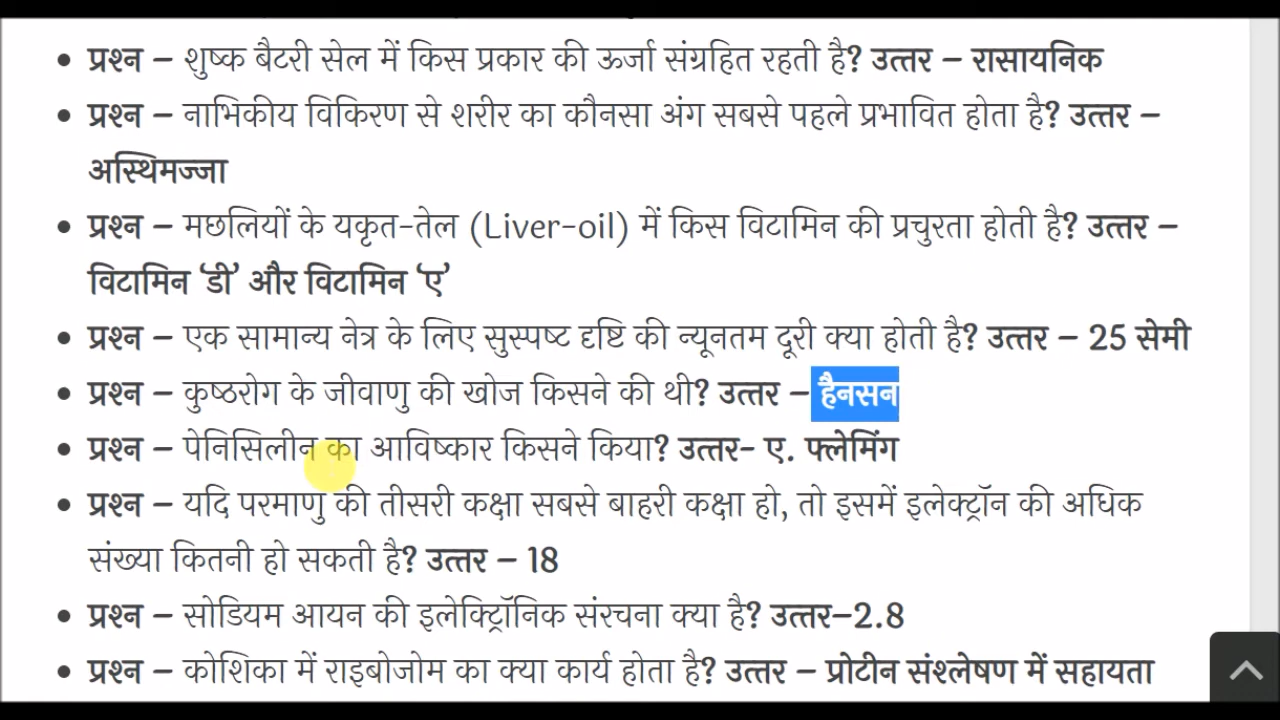 • प्रश्न – शुष्क बैटरी सेल में किस प्रकार की ऊर्जा संग्रहित रहती है? उत्तर – रासायनिक
• प्रश्न – नाभिकीय विकिरण से शरीर का कौनसा अंग सबसे पहले प्रभावित होता है? उत्तर –
अस्थिमज्जा
• प्रश्न – मछलियों के यकृत-तेल (Liver-oil) में किस विटामिन की प्रचुरता होती है? उत्तर –
विटामिन ‘डी’ और विटामिन ‘ए’
• प्रश्न – एक सामान्य नेत्र के लिए सुस्पष्ट दृष्टि की न्यूनतम दूरी क्या होती है? उत्तर – 25 सेमी
• प्रश्न – कुष्ठरोग के जीवाणु की खोज किसने की थी? उत्तर – हैनसन
• प्रश्न – पेनिसिलीन का आविष्कार किसने किया? उत्तर- ए. फ्लेमिंग
• प्रश्न – यदि परमाणु की तीसरी कक्षा सबसे बाहरी कक्षा हो, तो इसमें इलेक्ट्रॉन की अधिक
संख्या कितनी हो सकती है? उत्तर – 18
• प्रश्न – सोडियम आयन की इलेक्ट्रॉनिक संरचना क्या है? उत्तर–2.8
• प्रश्न – कोशिका में राइबोजोम का क्या कार्य होता है? उत्तर – प्रोटीन संश्लेषण में सहायता